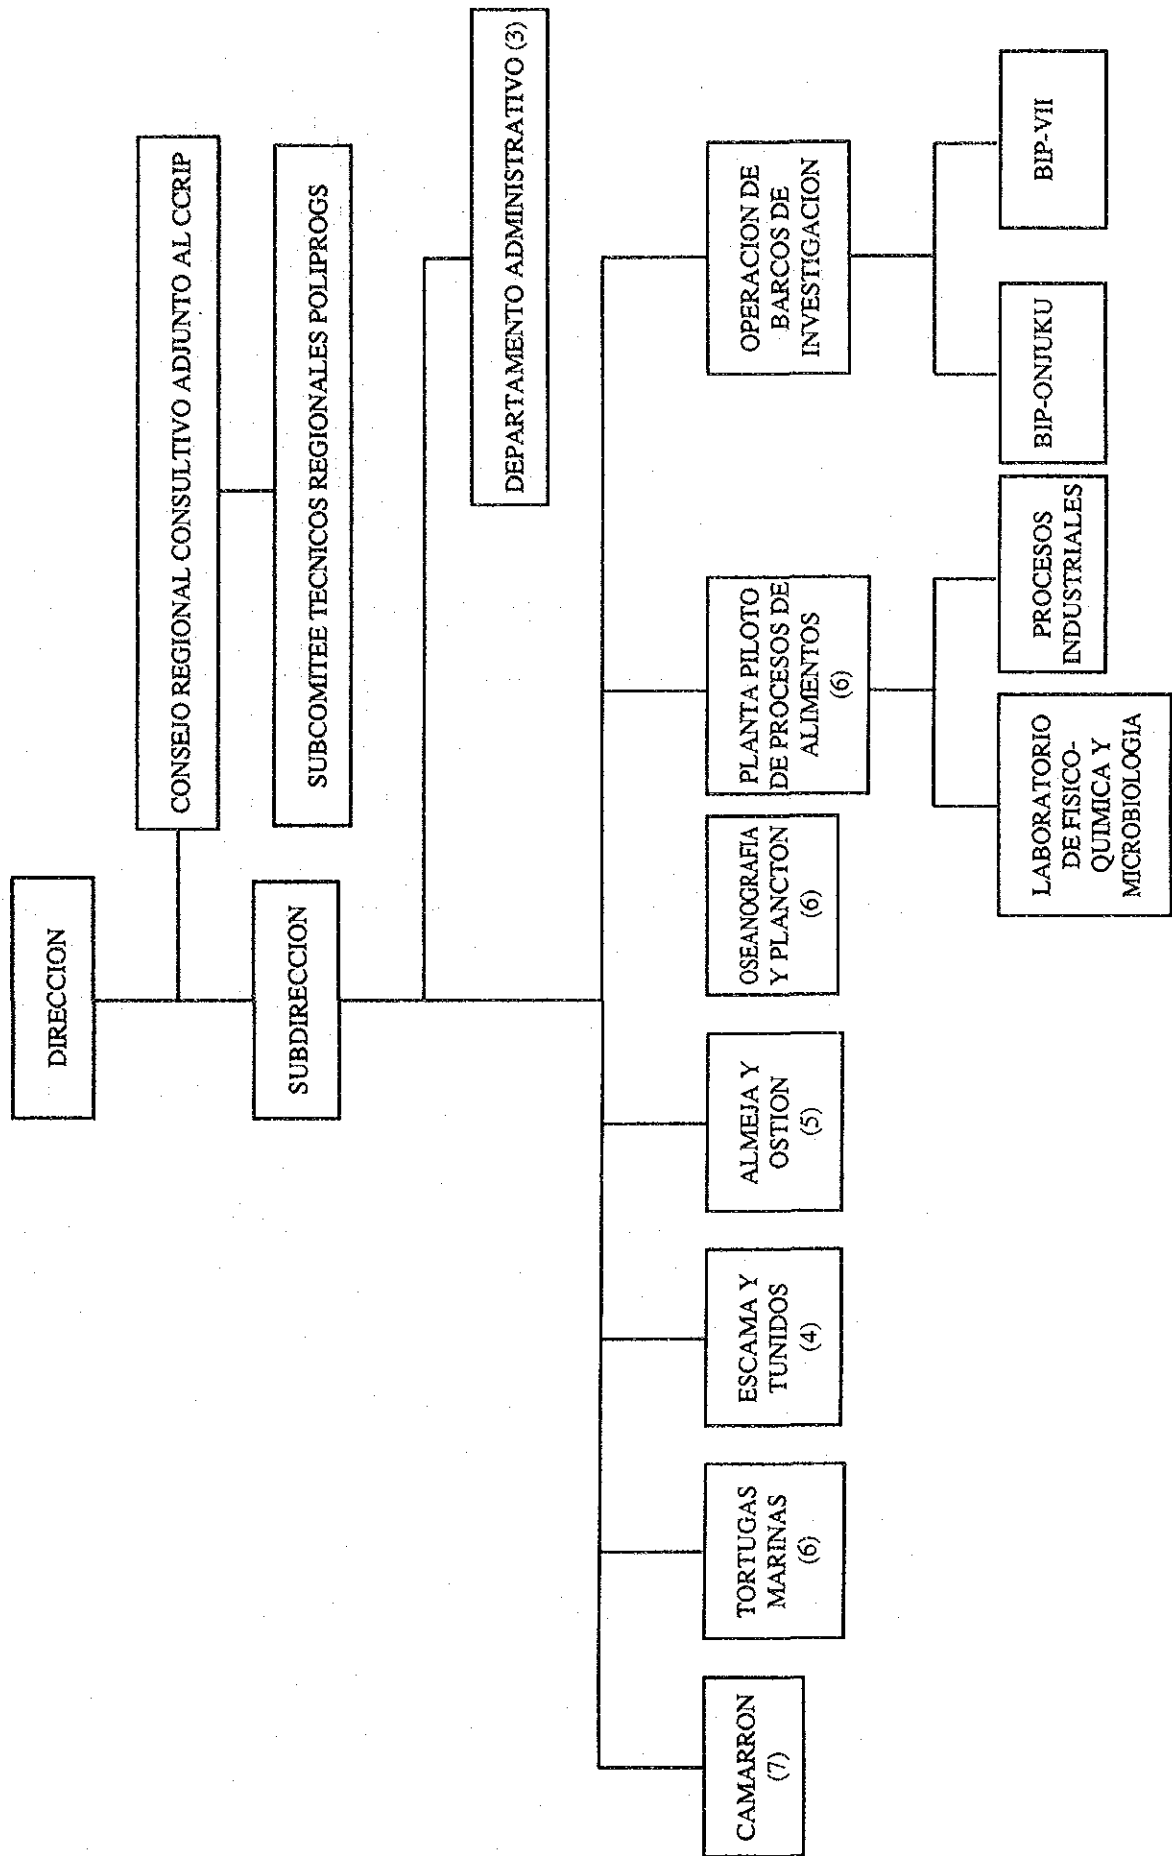 DIRECCION
CONSEJO REGIONAL CONSULTIVO ADJUNTO AL CCRIP
SUBDIRECCION
SUBCOMITEE TECNICOS REGIONALES POLIPROGS
DEPARTAMENTO ADMINISTRATIVO (3)
CAMARRON
(7)
TORTUGAS
MARINAS
(6)
ESCAMA Y
TUNIDOS
(4)
ALMEJA Y
OSTION
(5)
OSEANOGRAFIA
Y PLANCTON
(6)
PLANTA PILOTO
DE PROCESOS DE
ALIMENTOS
(6)
OPERACION DE
BARCOS DE
INVESTIGACION
LABORATORIO
DE FISICO-
QUIMICA Y
MICROBIOLOGIA
PROCESOS
INDUSTRIALES
BIP-ONJUKU
BIP-VII